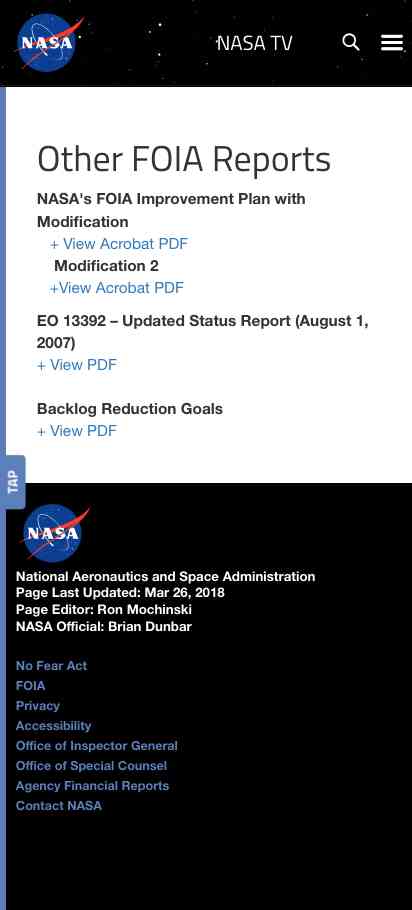 NASA
NASA TV
Other FOIA Reports
NASA's FOIA Improvement Plan with
Modification
+ View Acrobat PDF
Modification 2
+View Acrobat PDF
EO 13392 – Updated Status Report (August 1,
2007)
+ View PDF
Backlog Reduction Goals
+ View PDF
TAP
NASA
National Aeronautics and Space Administration
Page Last Updated: Mar 26, 2018
Page Editor: Ron Mochinski
NASA Official: Brian Dunbar
No Fear Act
FOIA
Privacy
Accessibility
Office of Inspector General
Office of Special Counsel
Agency Financial Reports
Contact NASA